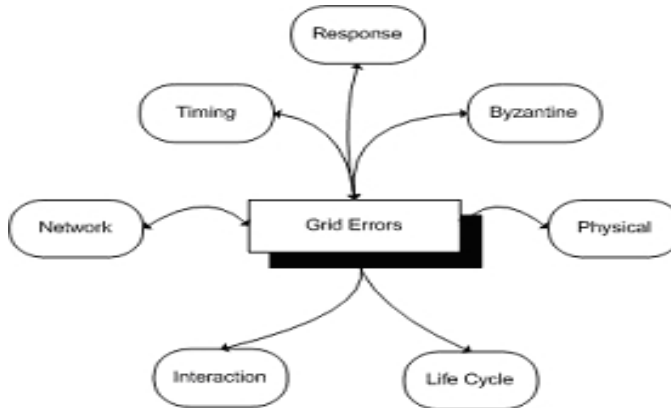 Response
Timing
Byzantine
Network
Grid Errors
Physical
Interaction
Life Cycle